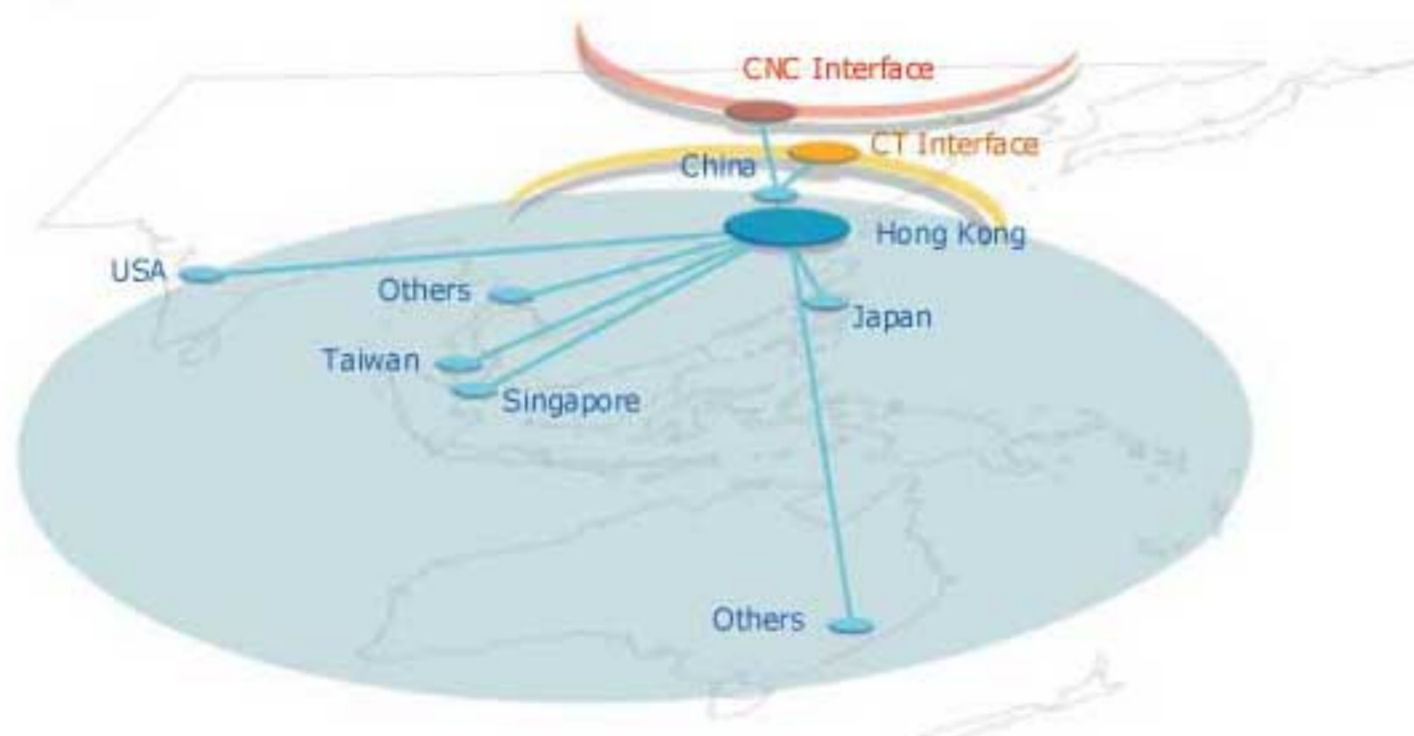 CNC Interface
CT Interface
China
Hong Kong
USA
Others
Japan
Taiwan
Singapore
Others